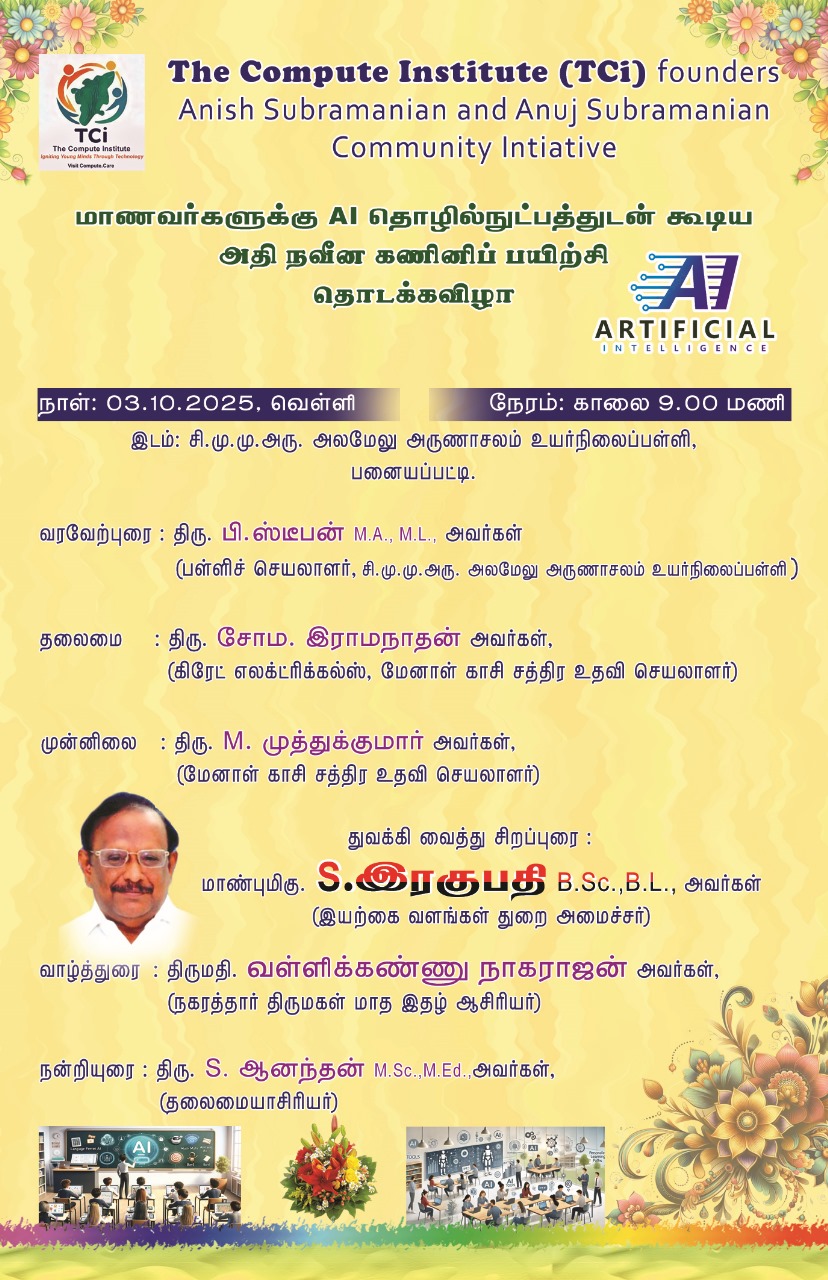 TCi
The Compute Institute
Igniting Young Minds Through Technology
Visit Compute.Care
The Compute Institute (TCi) founders
Anish Subramanian and Anuj Subramanian
Community Intiative
மாணவர்களுக்கு AI தொழில்நுட்பத்துடன் கூடிய
அதி நவீன கணினிப் பயிற்சி
தொடக்கவிழா
AI
ARTIFICIAL
INTELLIGENCE
நாள்: 03.10.2025, வெள்ளி
நேரம்: காலை 9.00 மணி
இடம்: சி.மு.மு.அரு. அலமேலு அருணாசலம் உயர்நிலைப்பள்ளி,
பனையப்பட்டி.
வரவேற்புரை : திரு. பி.ஸ்டீபன் M.A., M.L., அவர்கள்
(பள்ளிச் செயலாளர், சி.மு.மு.அரு. அலமேலு அருணாசலம் உயர்நிலைப்பள்ளி)
தலைமை : திரு. சோம. இராமநாதன் அவர்கள்,
(கிரேட் எலக்ட்ரிக்கல்ஸ், மேனாள் காசி சத்திர உதவி செயலாளர்)
முன்னிலை : திரு. M. முத்துக்குமார் அவர்கள்,
(மேனாள் காசி சத்திர உதவி செயலாளர்)
துவக்கி வைத்து சிறப்புரை :
மாண்புமிகு. S.இரகுபதி B.Sc.,B.L., அவர்கள்
(இயற்கை வளங்கள் துறை அமைச்சர்)
வாழ்த்துரை : திருமதி. வள்ளிக்கண்ணு நாகராஜன் அவர்கள்,
(நகரத்தார் திருமகள் மாத இதழ் ஆசிரியர்)
நன்றியுரை : திரு. S. ஆனந்தன் M.Sc.,M.Ed.,அவர்கள்,
(தலைமையாசிரியர்)
AI